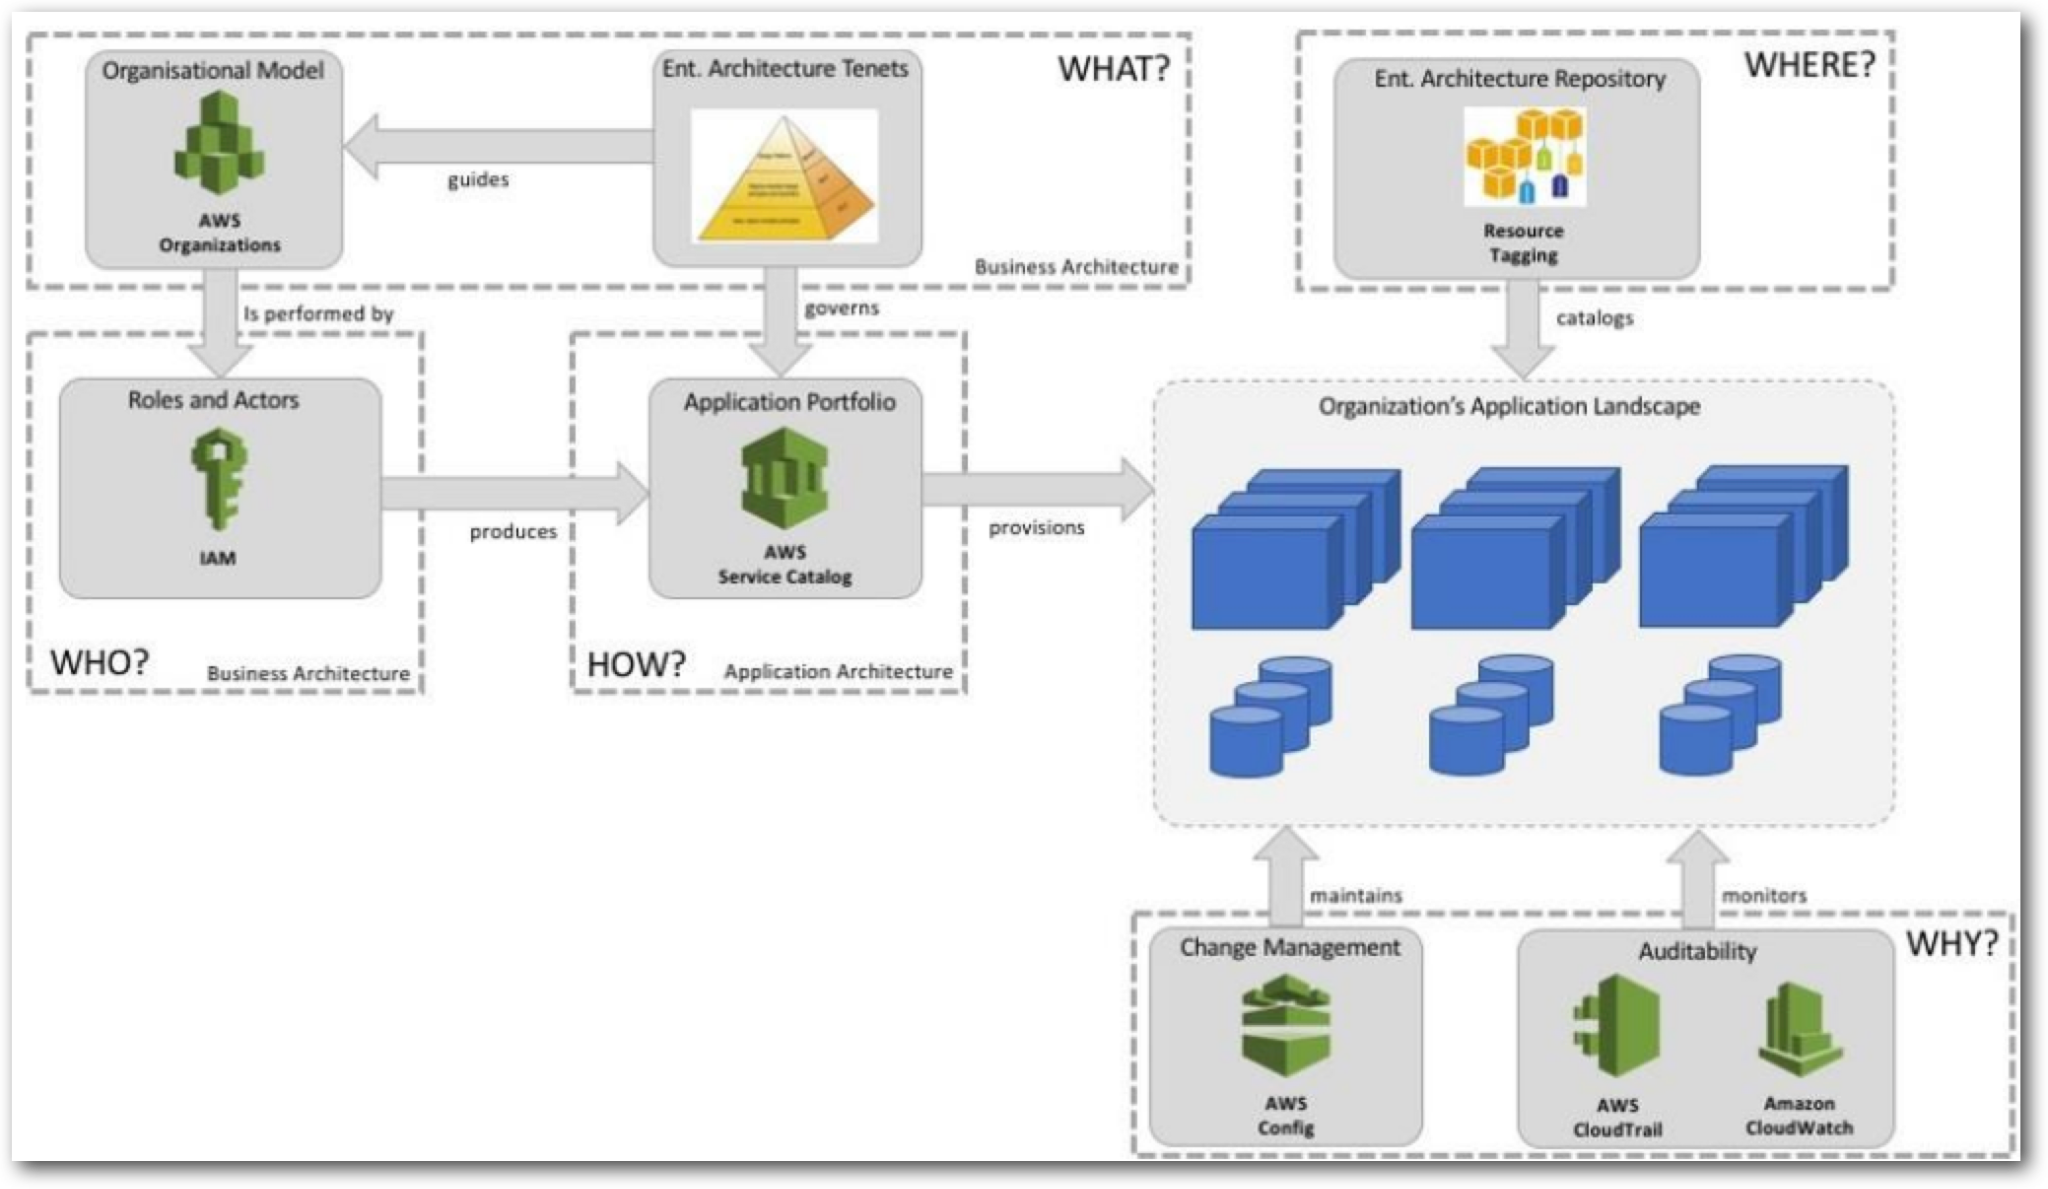 Organisational Model
AWS
Organizations
guides
Ent. Architecture Tenets
WHAT?
Business Architecture
WHERE?
Ent. Architecture Repository
Resource
Tagging
Is performed by
governs
catalogs
Roles and Actors
IAM
WHO?
Business Architecture
produces
Application Portfolio
AWS
Service Catalog
HOW?
Application Architecture
provisions
Organization's Application Landscape
maintains
monitors
Change Management
AWS
Config
Auditability
WHY?
AWS
CloudTrail
Amazon
CloudWatch